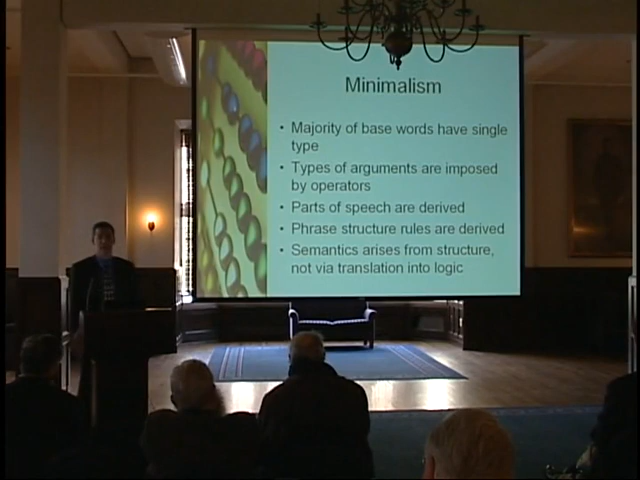 Minimalism
• Majority of base words have single
type
• Types of arguments are imposed
by operators
• Parts of speech are derived
• Phrase structure rules are derived
• Semantics arises from structure,
not via translation into logic